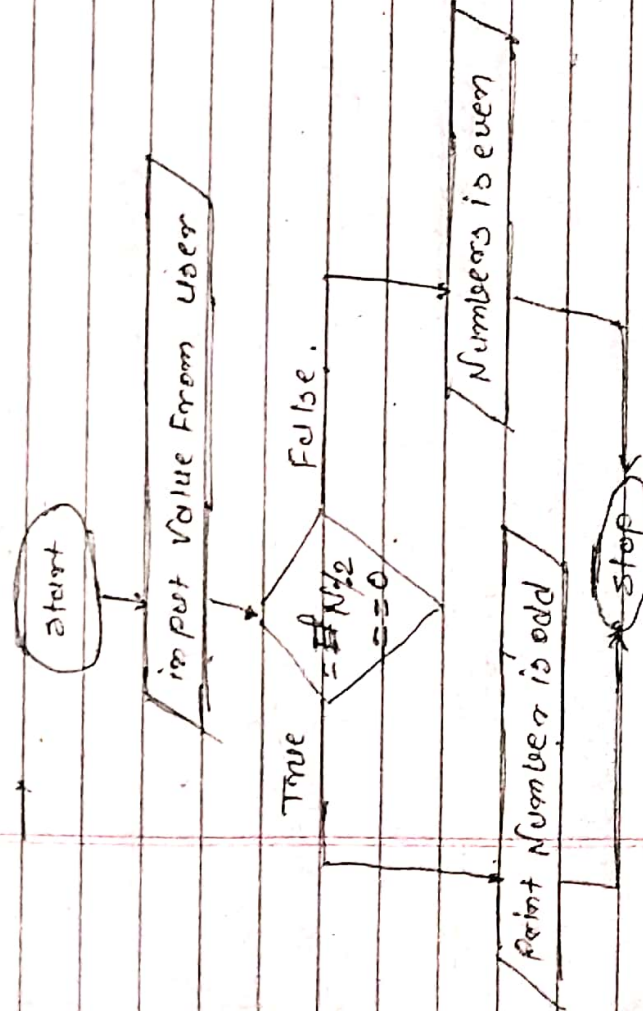 Start
input value From user
True
False.
N%2
==0
Print Number is odd
Numbers is even
Stop